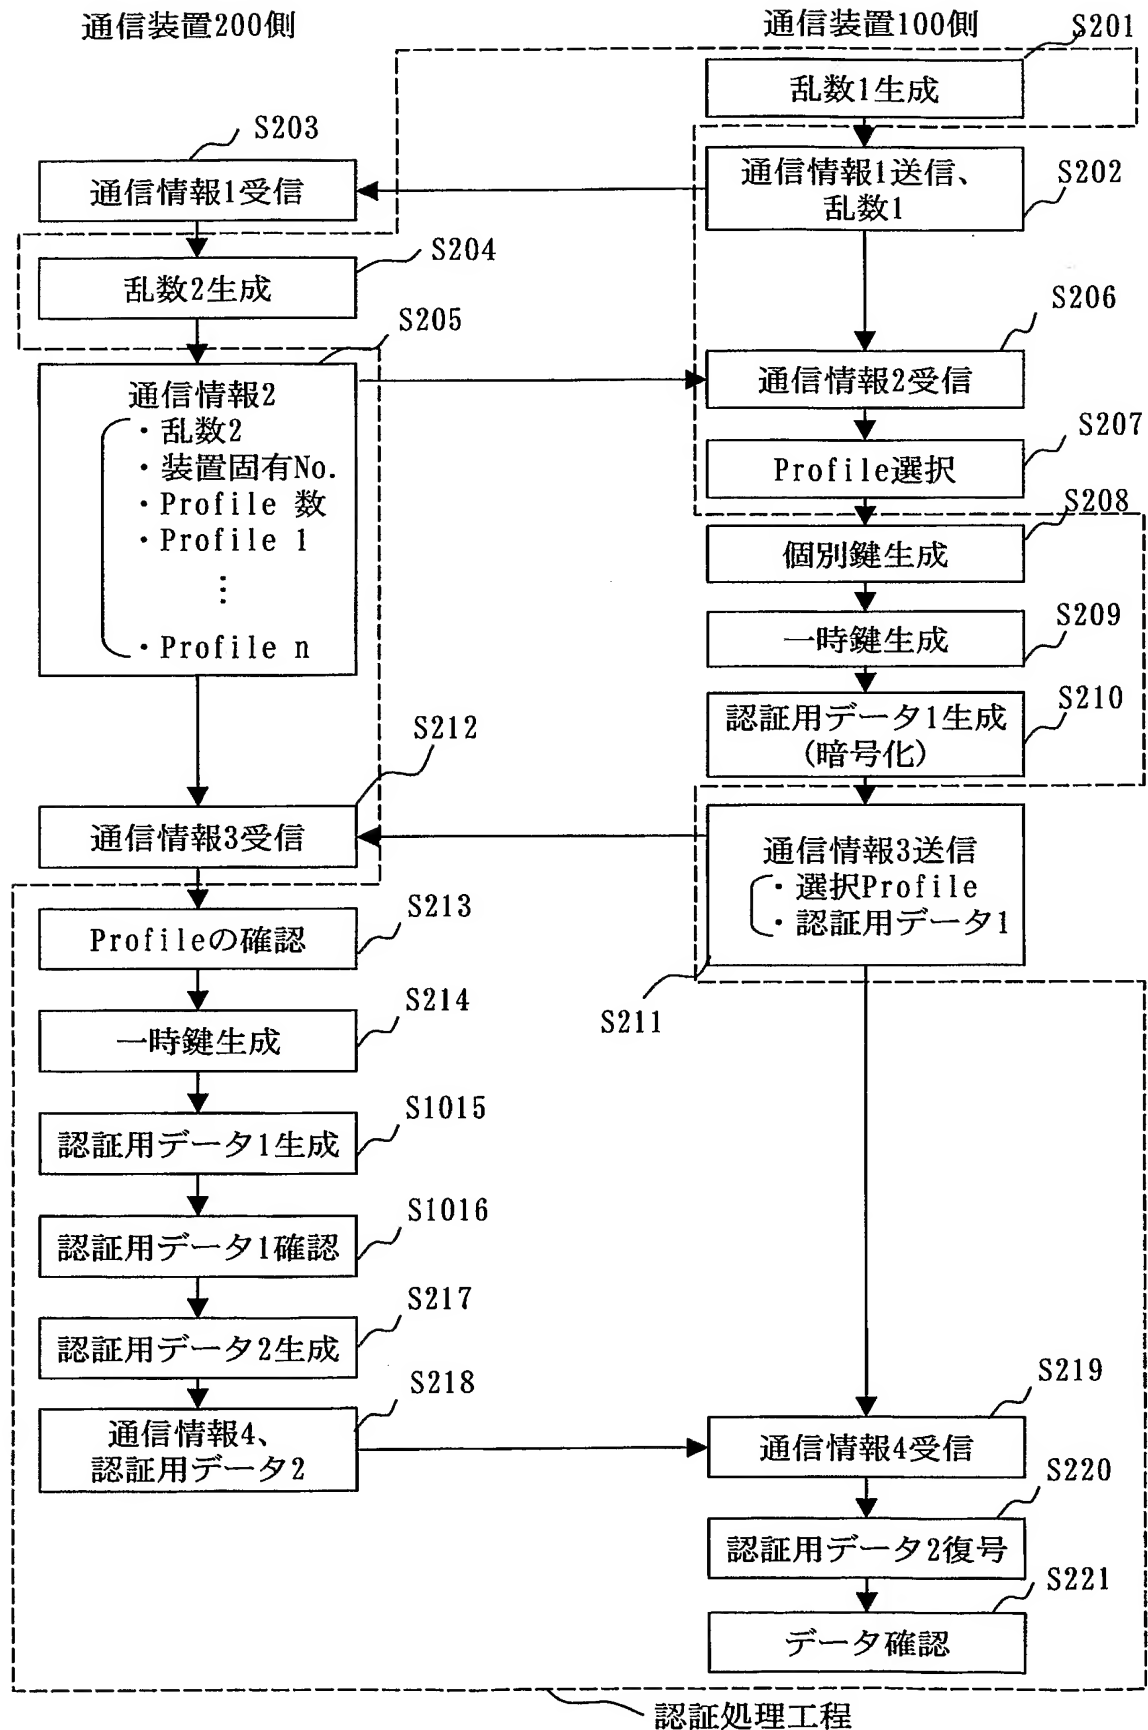 通信装置200側
通信装置100側
S201
乱数1生成
S203
通信情報1受信
通信情報1送信、
乱数1
S202
S204
乱数2生成
S205
S206
通信情報2
・乱数2
・装置固有No.
・Profile 数
・Profile 1
⋮
・Profile n
通信情報2受信
S207
Profile選択
S208
個別鍵生成
S209
一時鍵生成
S210
認証用データ1生成
(暗号化)
S212
通信情報3受信
通信情報3送信
・選択Profile
・認証用データ1
S211
S213
Profileの確認
S214
一時鍵生成
S1015
認証用データ1生成
S1016
認証用データ1確認
S217
認証用データ2生成
S218
通信情報4、
認証用データ2
S219
通信情報4受信
S220
認証用データ2復号
S221
データ確認
認証処理工程